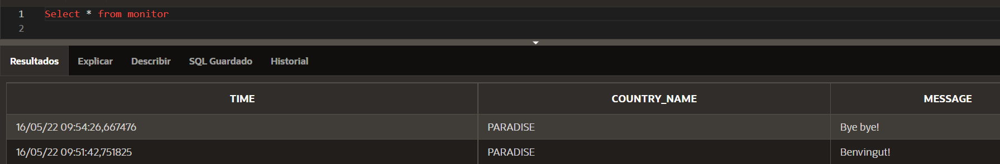 1 Select * from monitor
2
Resultados Explicar Describir SQL Guardado Historial
TIME COUNTRY_NAME MESSAGE
16/05/22 09:54:26,667476 PARADISE Bye bye!
16/05/22 09:51:42,751825 PARADISE Benvingut!